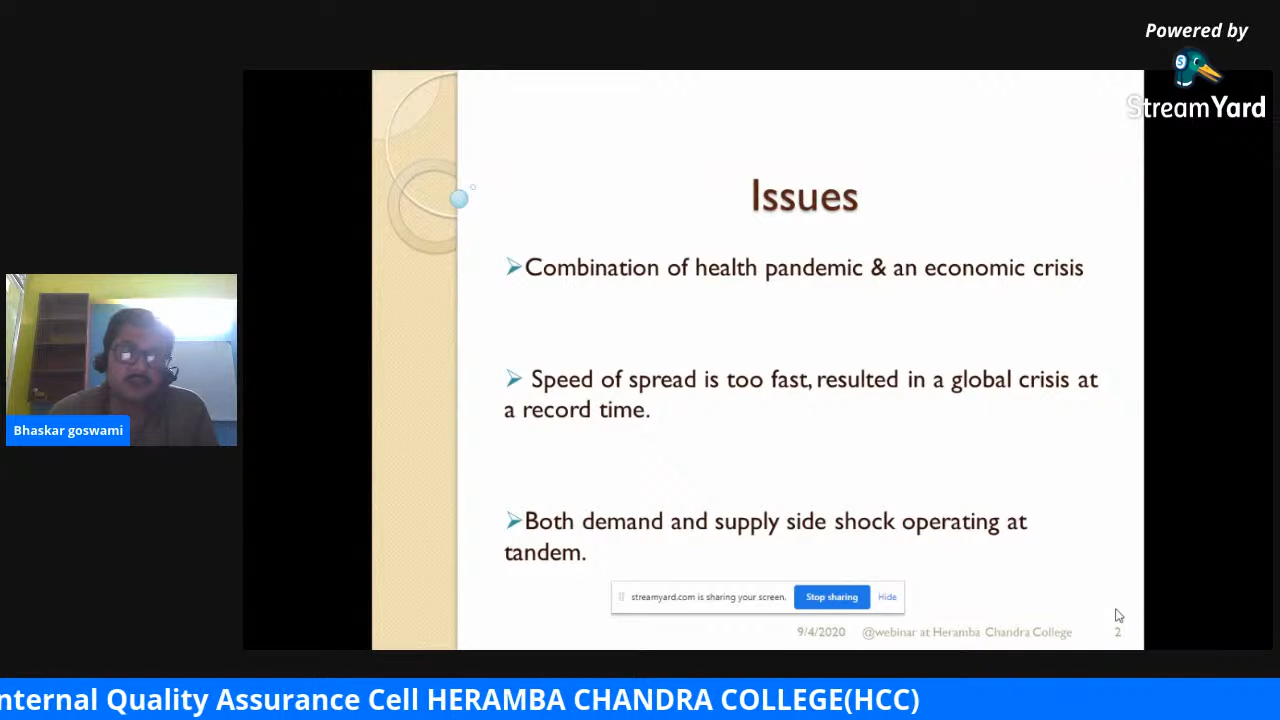 Powered by
StreamYard
Issues
Combination of health pandemic & an economic crisis
Speed of spread is too fast, resulted in a global crisis at
a record time.
Both demand and supply side shock operating at
tandem.
streamyard.com is sharing your screen. Stop sharing Hide
9/4/2020 @webinar at Heramba Chandra College 2
Bhaskar goswami
nternal Quality Assurance Cell HERAMBA CHANDRA COLLEGE(HCC)